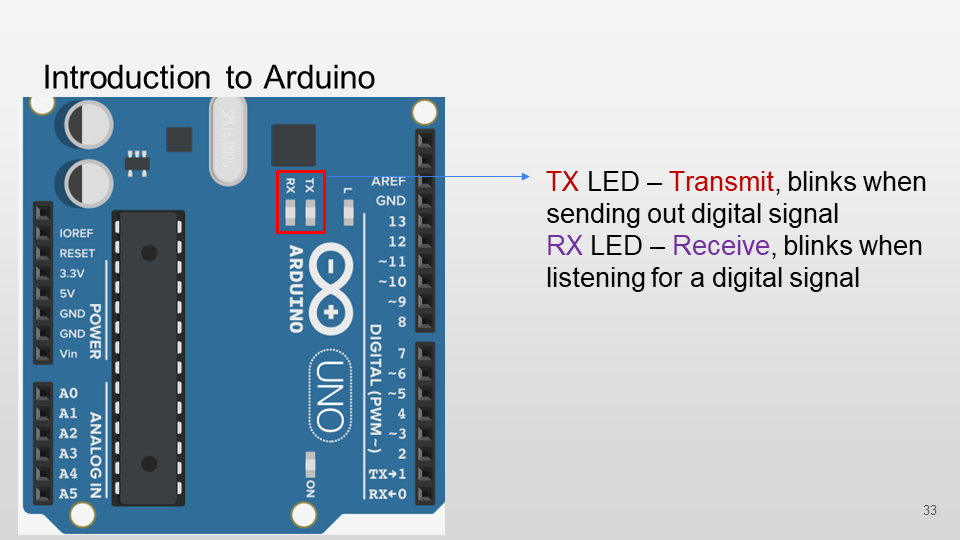 Introduction to Arduino
SPK16.000G
RX
TX
L
AREF
GND
13
12
~11
~10
~9
8
7
~6
~5
4
~3
2
TX→1
RX←0
DIGITAL (PWM~)
ARDUINO
UNO
ON
IOREF
RESET
3.3V
5V
GND
GND
Vin
POWER
A0
A1
A2
A3
A4
A5
ANALOG IN
TX LED – Transmit, blinks when
sending out digital signal
RX LED – Receive, blinks when
listening for a digital signal
33